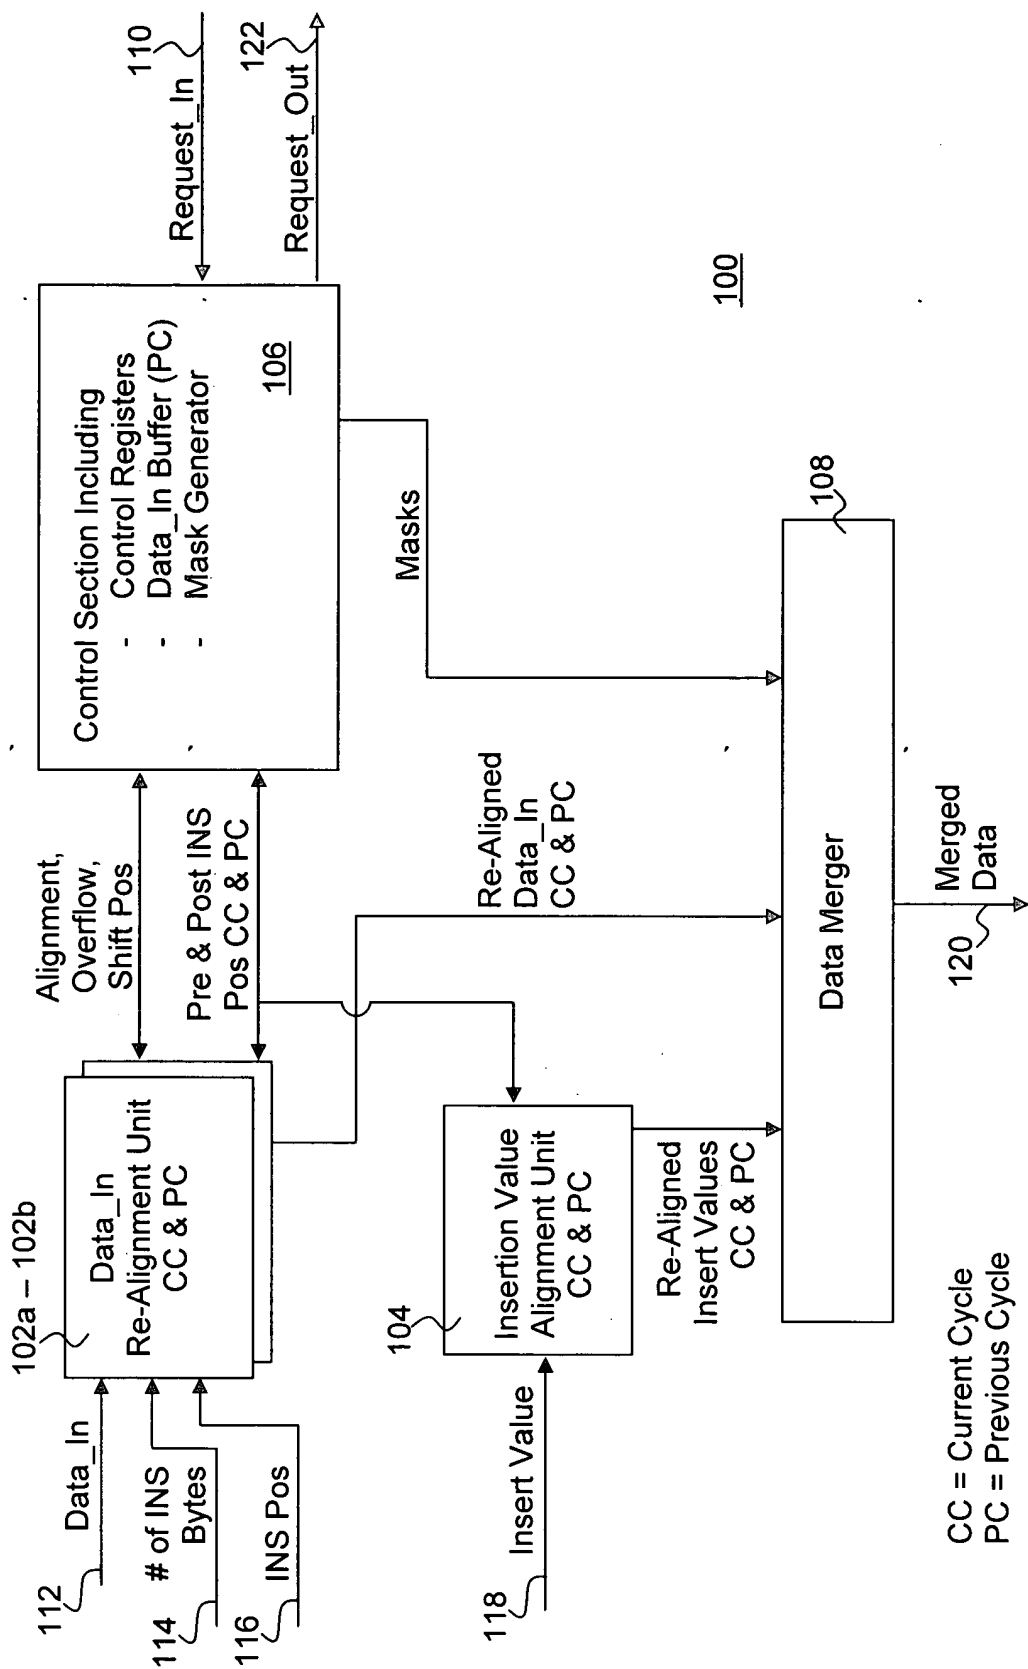 110
Request_In
122
Request_Out
Control Section Including
- Control Registers
- Data_In Buffer (PC)
- Mask Generator
106
100
Alignment,
Overflow,
Shift Pos
Pre & Post INS
Pos CC & PC
Masks
102a – 102b
Data_In
Re-Alignment Unit
CC & PC
112
Data_In
114
# of INS
Bytes
116
INS Pos
Re-Aligned
Data_In
CC & PC
104
Insertion Value
Alignment Unit
CC & PC
118
Insert Value
Re-Aligned
Insert Values
CC & PC
108
Data Merger
120
Merged
Data
CC = Current Cycle
PC = Previous Cycle